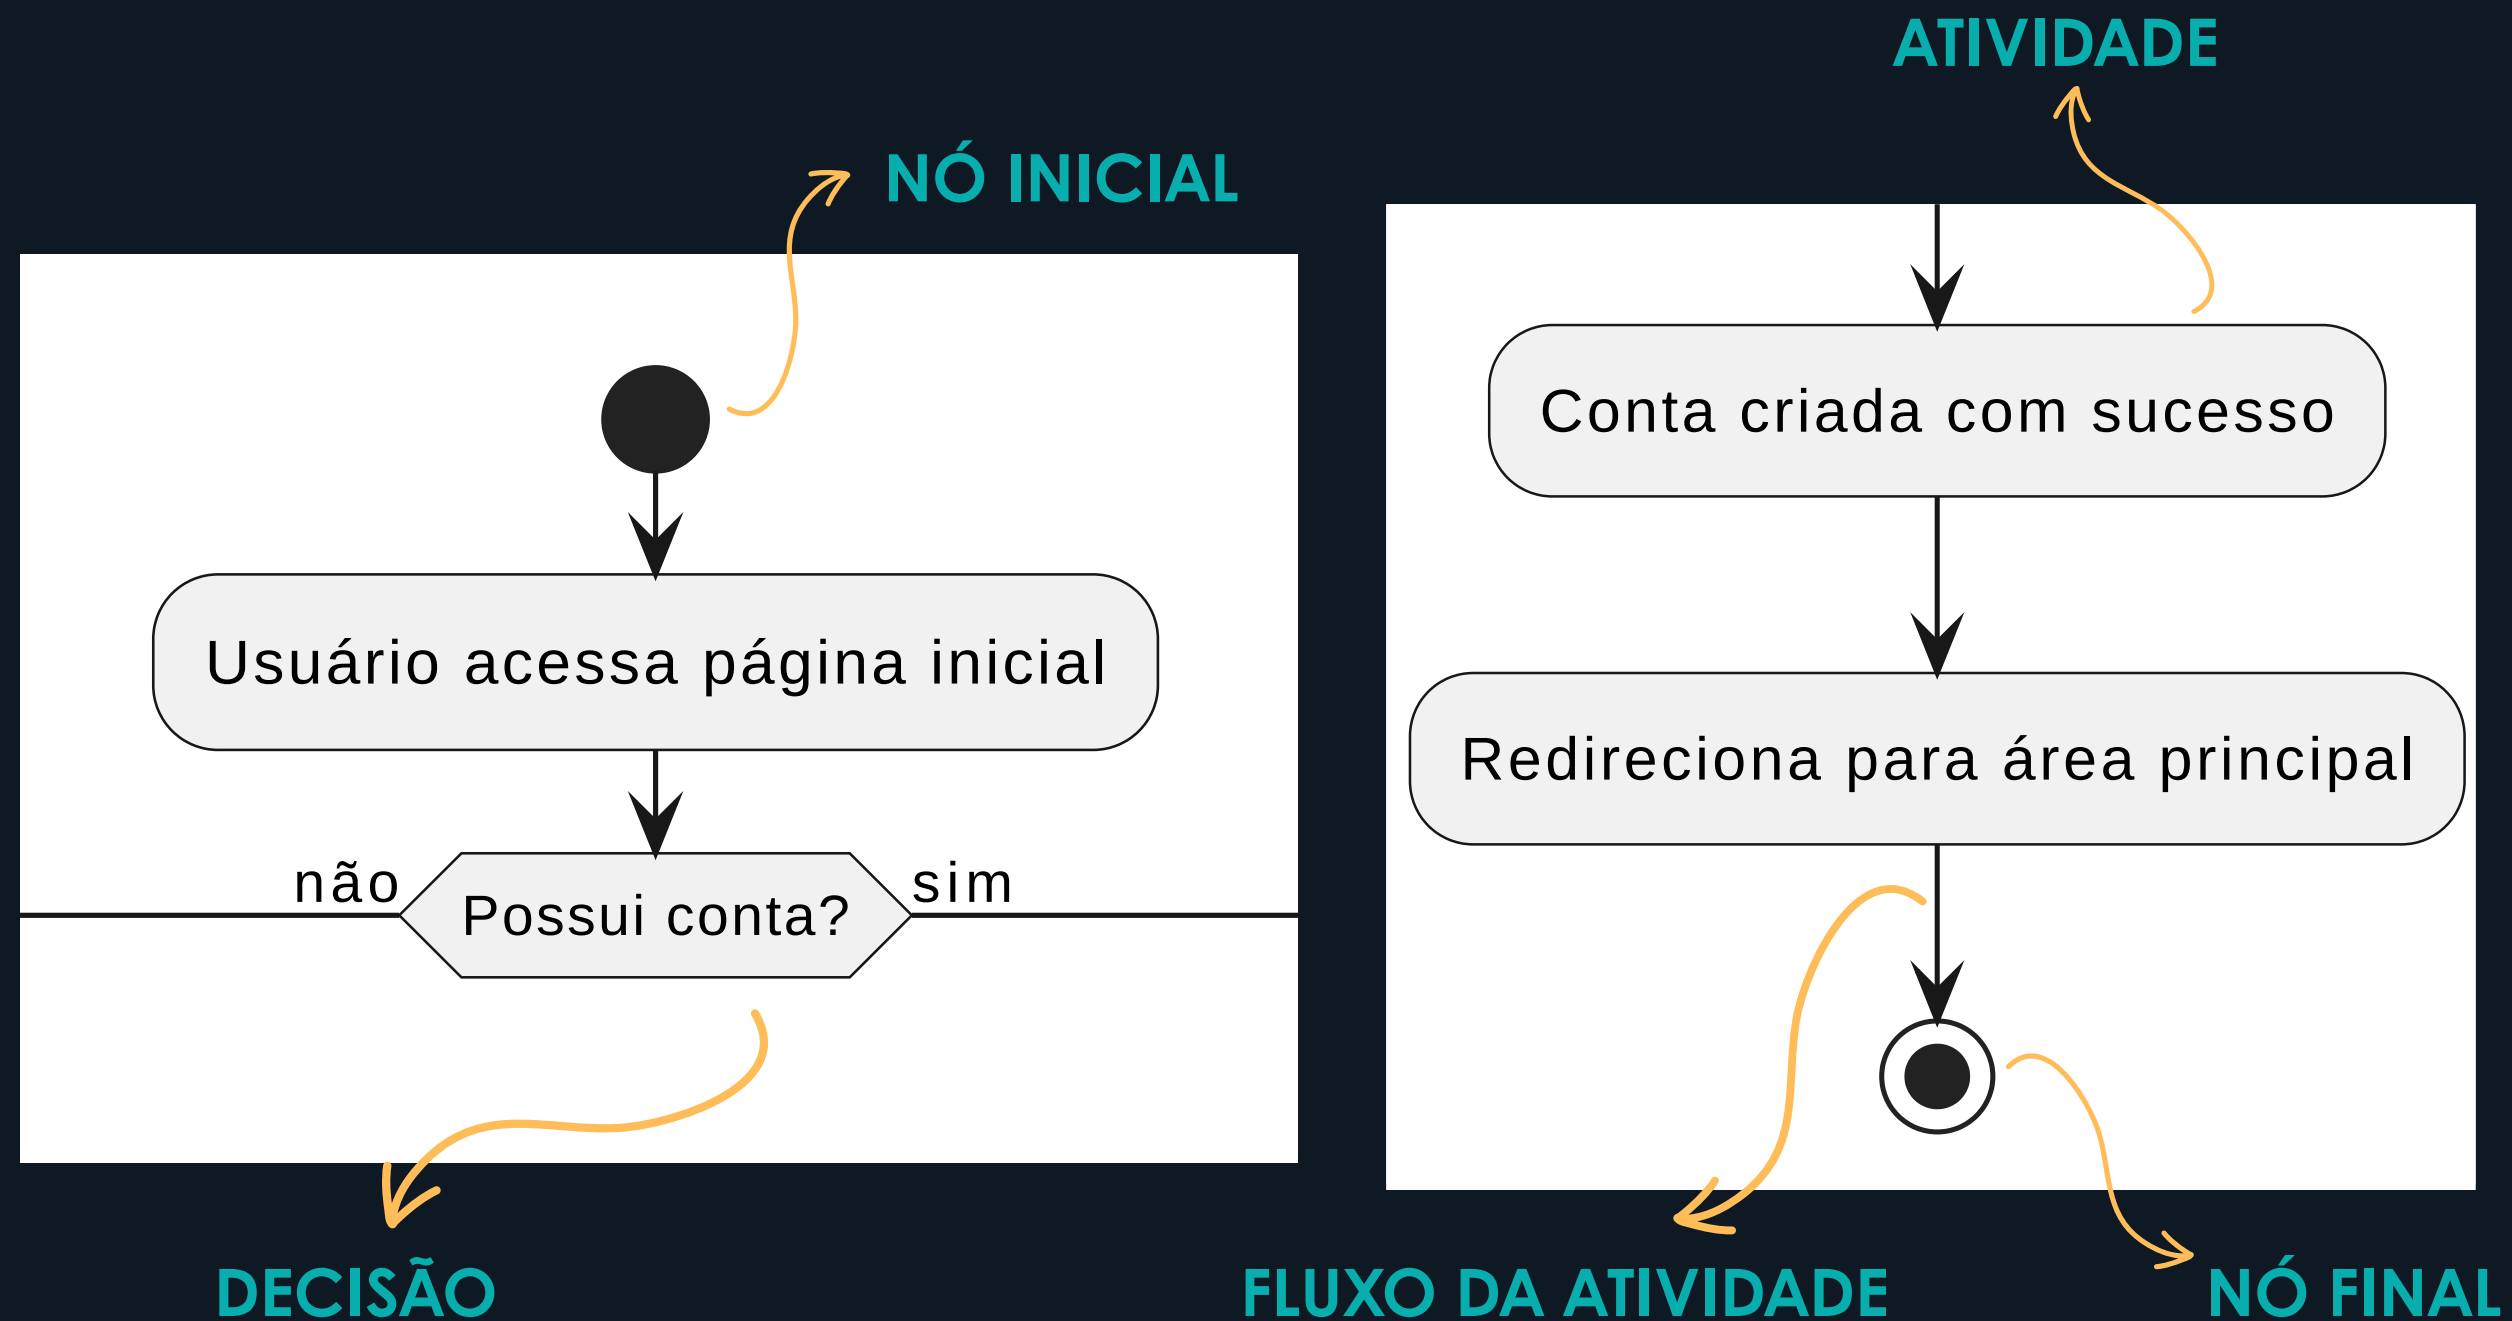 ATIVIDADE
NÓ INICIAL
Usuário acessa página inicial
não
Possui conta?
sim
Conta criada com sucesso
Redireciona para área principal
DECISÃO
FLUXO DA ATIVIDADE
NÓ FINAL